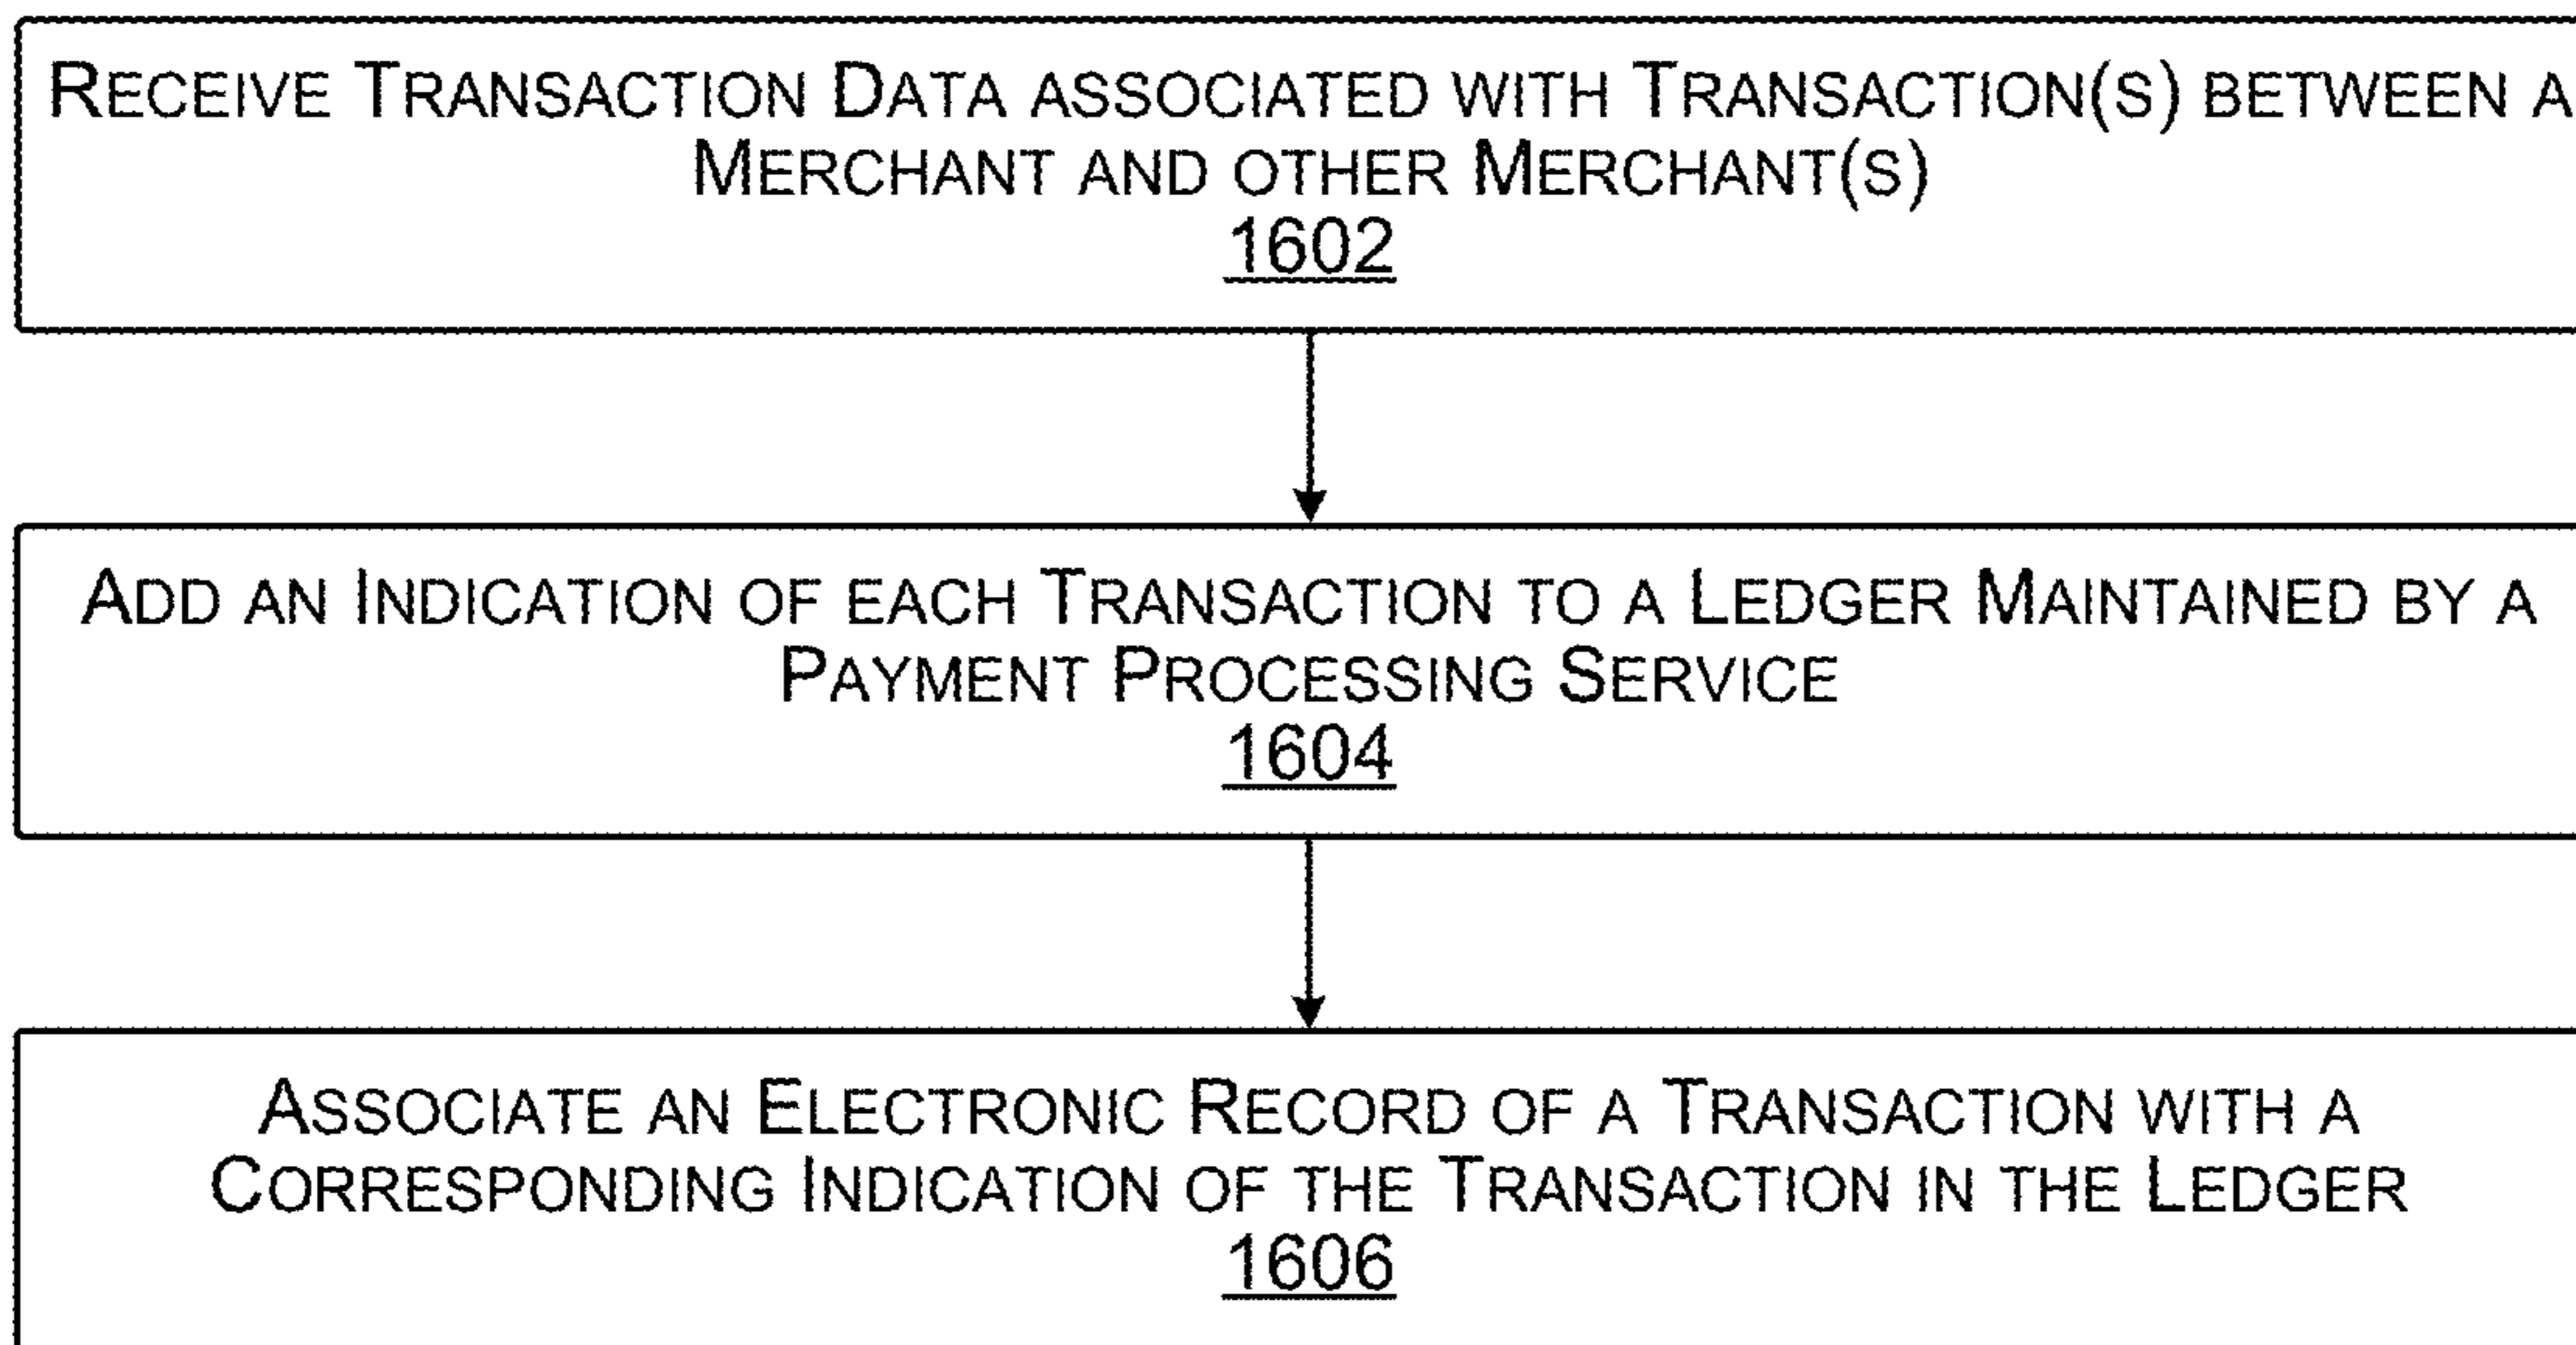 RECEIVE TRANSACTION DATA ASSOCIATED WITH TRANSACTION(S) BETWEEN A
MERCHANT AND OTHER MERCHANT(S)
1602
ADD AN INDICATION OF EACH TRANSACTION TO A LEDGER MAINTAINED BY A
PAYMENT PROCESSING SERVICE
1604
ASSOCIATE AN ELECTRONIC RECORD OF A TRANSACTION WITH A
CORRESPONDING INDICATION OF THE TRANSACTION IN THE LEDGER
1606